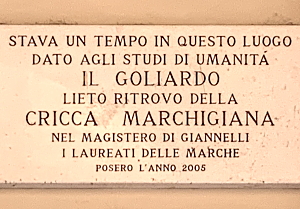 STAVA UN TEMPO IN QUESTO LUOGO
DATO AGLI STUDI DI UMANITÁ
IL GOLIARDO
LIETO RITROVO DELLA
CRICCA MARCHIGIANA
NEL MAGISTERO DI GIANNELLI
I LAUREATI DELLE MARCHE
POSERO L'ANNO 2005